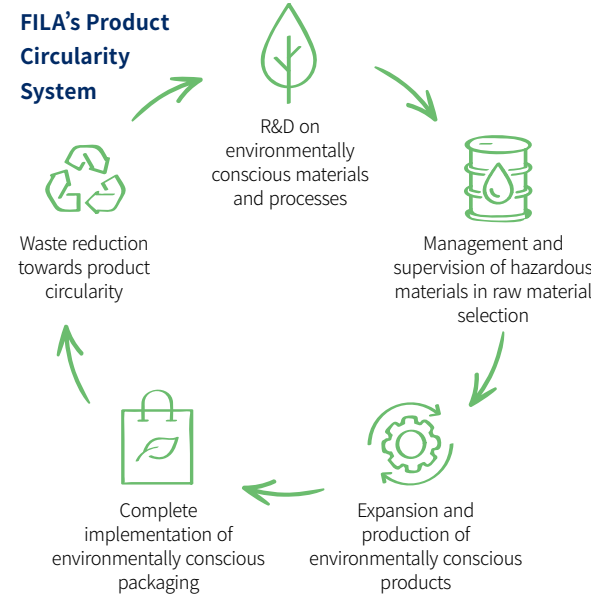 FILA’s Product
Circularity
System
R&D on
environmentally
conscious materials
and processes
Management and
supervision of hazardous
materials in raw material
selection
Expansion and
production of
environmentally conscious
products
Complete
implementation of
environmentally conscious
packaging
Waste reduction
towards product
circularity